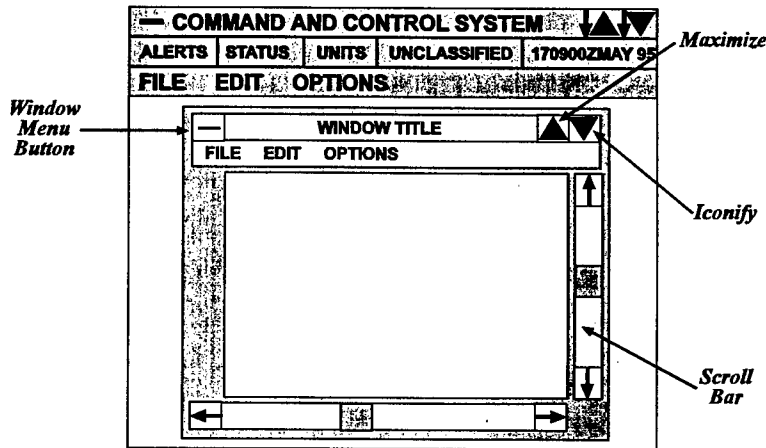 COMMAND AND CONTROL SYSTEM
ALERTS STATUS UNITS UNCLASSIFIED 170900ZMAY 95
FILE EDIT OPTIONS
Maximize
Window
Menu
Button
WINDOW TITLE
FILE EDIT OPTIONS
Iconify
Scroll
Bar